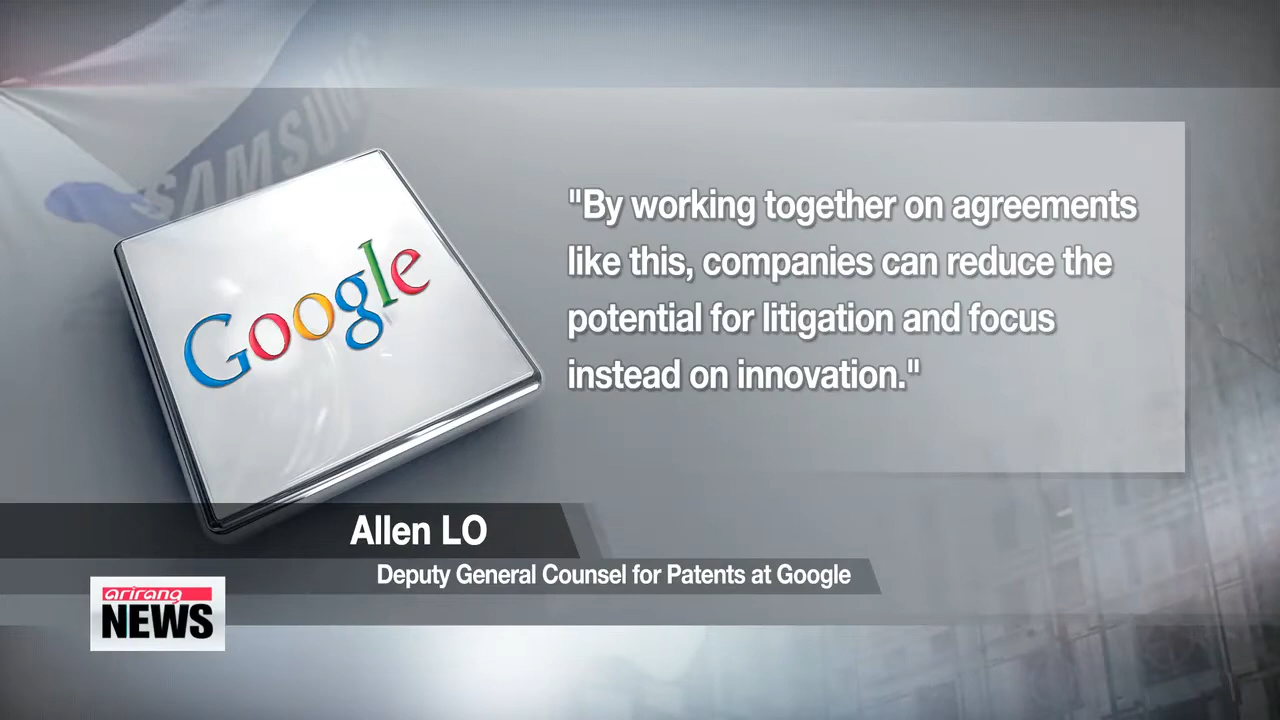 SAMSUNG
Google
"By working together on agreements
like this, companies can reduce the
potential for litigation and focus
instead on innovation."
Allen LO
Deputy General Counsel for Patents at Google
arirang
NEWS